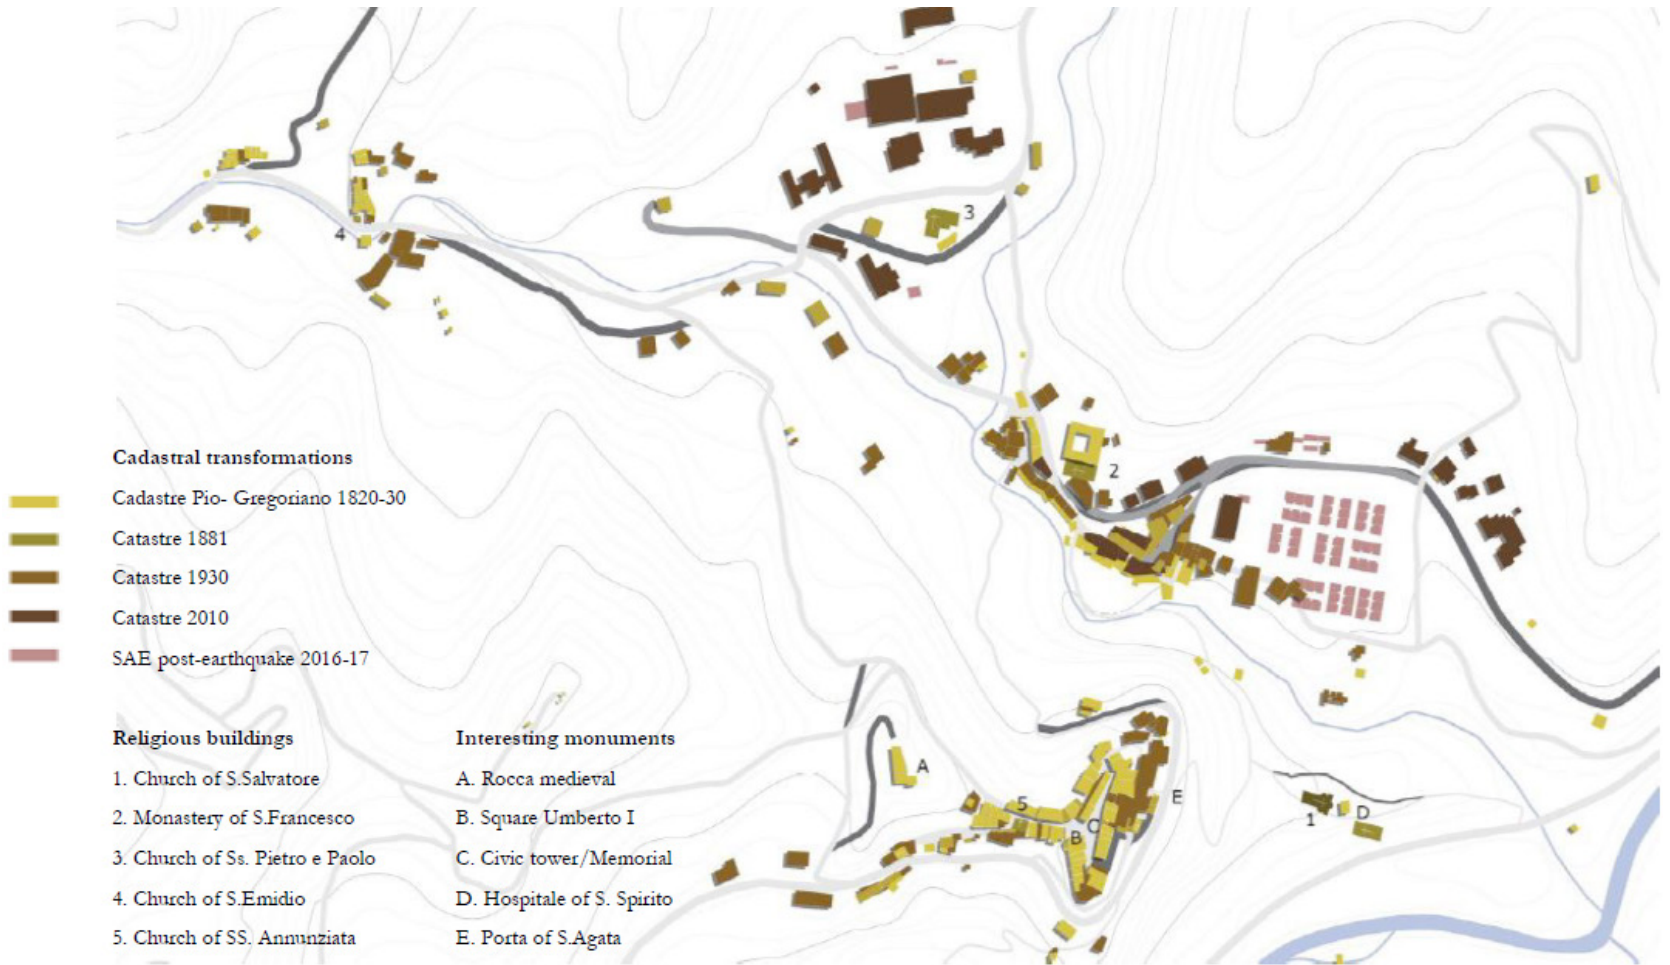 3
4
2
Cadastral transformations
Cadastre Pio- Gregoriano 1820-30
Catastre 1881
Catastre 1930
Catastre 2010
SAE post-earthquake 2016-17
Religious buildings
1. Church of S.Salvatore
2. Monastery of S.Francesco
3. Church of Ss. Pietro e Paolo
4. Church of S.Emidio
5. Church of SS. Annunziata
Interesting monuments
A. Rocca medieval
B. Square Umberto I
C. Civic tower/Memorial
D. Hospitale of S. Spirito
E. Porta of S.Agata
A
E
5
C
B
1
D